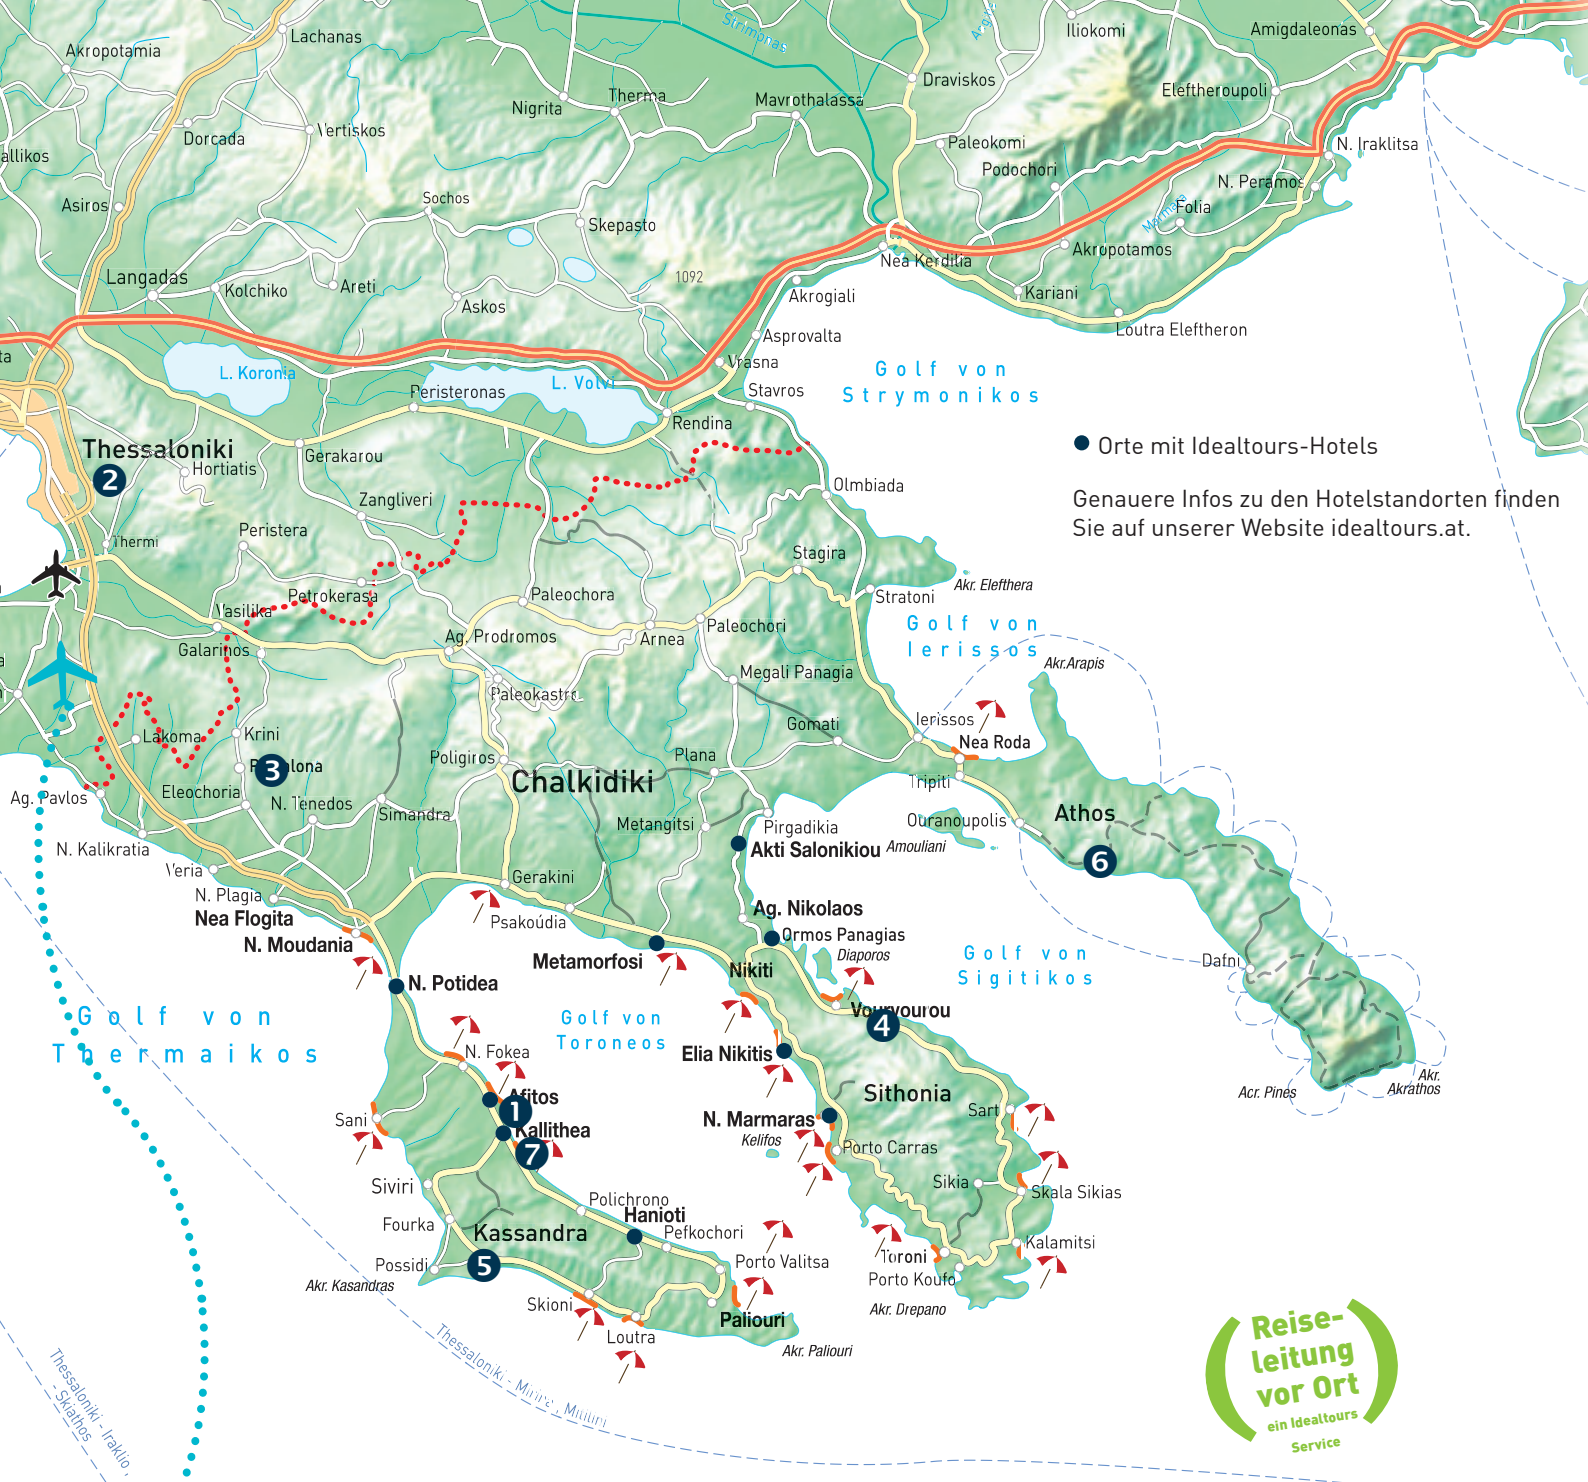 Strimonas
Lachanas
Akropotamia
Iliokomi
Amigdaleonas
Draviskos
Eleftheroupoli
Nigrita
Therma
Mavrothalassa
Dorcada
Vertiskos
allikos
Paleokomi
Podochori
N. Iraklitsa
N. Peramos
Asiros
Sochos
Skepasto
Marmara
Folia
Akropotamos
Nea Kerdilia
1092
Langadas
Kolchiko
Areti
Askos
Akrogiali
Kariani
Loutra Eleftheron
Asprovalta
ta
Vrasna
L. Koronia
Peristeronas
L. Volvi
Stavros
Golf von
Strymonikos
Rendina
Thessaloniki
2
Hortiatis
Gerakarou
Orte mit Idealtours-Hotels
Zangliveri
Olmbiada
Genauere Infos zu den Hotelstandorten finden
Sie auf unserer Website idealtours.at.
Peristera
Thermi
Stagira
Akr. Elefthera
Petrokerasa
Paleochora
Stratoni
Vasilika
Golf von
Ierissos
Galarinos
Ag. Prodromos
Arnea
Paleochori
Akr.Arapis
Megali Panagia
Paleokastro
Ierissos
Gomati
Nea Roda
Lakoma
Krini
Poligiros
Plana
3
Chalkidiki
Tripiti
Ag. Pavlos
Eleochoria
N. Tenedos
Simandra
Metangitsi
Pirgadikia
Ouranoupolis
Athos
Amouliani
6
N. Kalikratia
Akti Salonikiou
Veria
Gerakini
N. Plagia
Nea Flogita
Psakoúdia
Ag. Nikolaos
Ormos Panagias
N. Moudania
Diaporos
Metamorfosi
Nikiti
Golf von
Sigitikos
Dafni
N. Potidea
Golf von
Thermaikos
Golf von
Toroneos
Vourvourou
4
N. Fokea
Elia Nikitis
Akr.
Akrathos
Acr. Pines
Afitos
1
Sithonia
Sani
Sart
Kallithea
7
N. Marmaras
Kelifos
Porto Carras
Siviri
Sikia
Skala Sikias
Polichrono
Hanioti
Fourka
Kassandra
Pefkochori
Kalamitsi
Toroni
Possidi
5
Porto Valitsa
Porto Koufo
Akr. Kasandras
Skioni
Paliouri
Akr. Drepano
Loutra
Akr. Paliouri
Thessaloniki - Iraklio,
- Skiathos
Reise-
leitung
vor Ort
ein Idealtours
Service